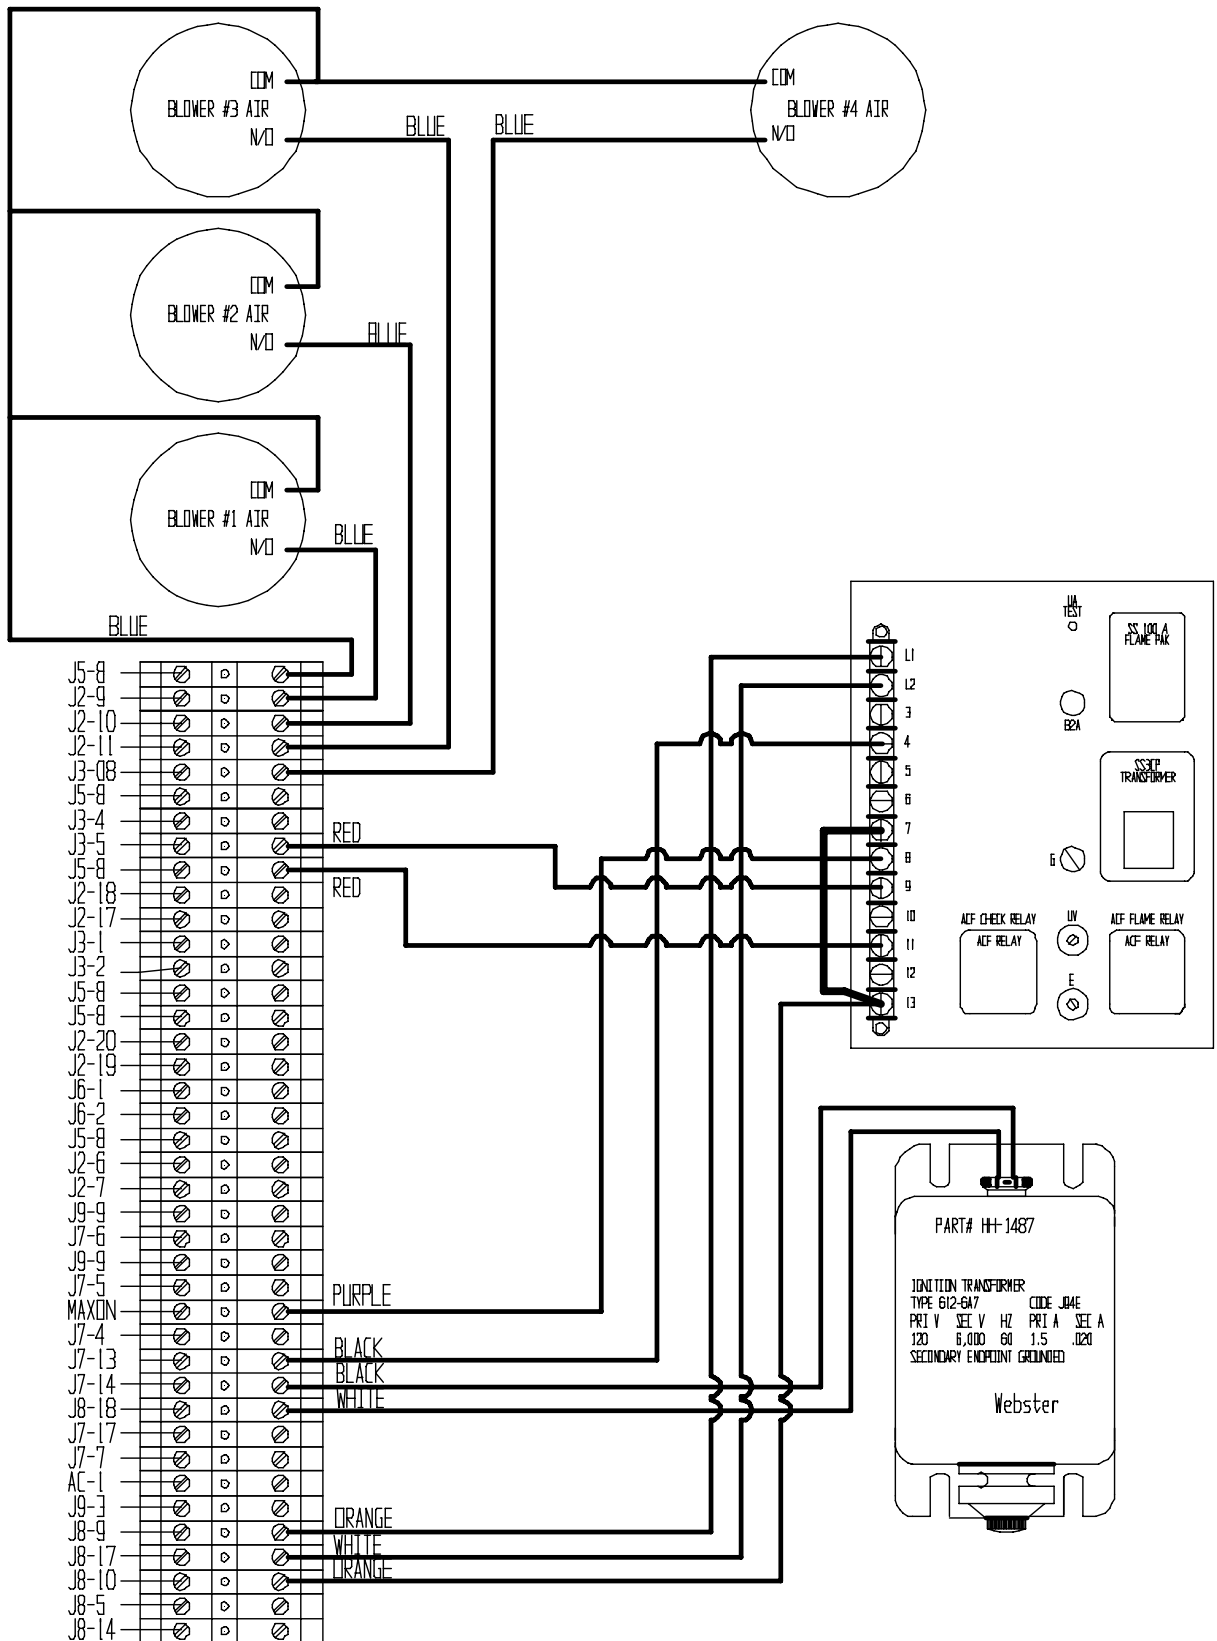 COM
BLOWER #3 AIR
N/O
BLUE
BLUE
COM
BLOWER #4 AIR
N/O
COM
BLOWER #2 AIR
N/O
BLUE
COM
BLOWER #1 AIR
N/O
BLUE
BLUE
J5-8
J2-9
J2-10
J2-11
J3-08
J5-8
J3-4
J3-5
RED
J5-8
J2-18
RED
J2-17
J3-1
J3-2
J5-8
J5-8
J2-20
J2-19
J6-1
J6-2
J5-8
J2-6
J2-7
J9-9
J7-6
J9-9
J7-5
MAXON
PURPLE
J7-4
J7-13
BLACK
J7-14
BLACK
J8-18
WHITE
J7-17
J7-7
AC-1
J9-3
J8-9
ORANGE
J8-17
WHITE
J8-10
ORANGE
J8-5
J8-14
L1
L2
3
4
5
6
7
8
9
10
11
12
13
UA
TEST
SS 100 A
FLAME PAK
B2A
SS3CP
TRANSFORMER
G
ACF CHECK RELAY
ACF RELAY
UV
E
ACF FLAME RELAY
ACF RELAY
PART# HH-1487
IGNITION TRANSFORMER
TYPE 612-6A7 CODE J04E
PRI V SEC V HZ PRI A SEC A
120 6,000 60 1.5 .020
SECONDARY ENDPOINT GROUNDED
Webster